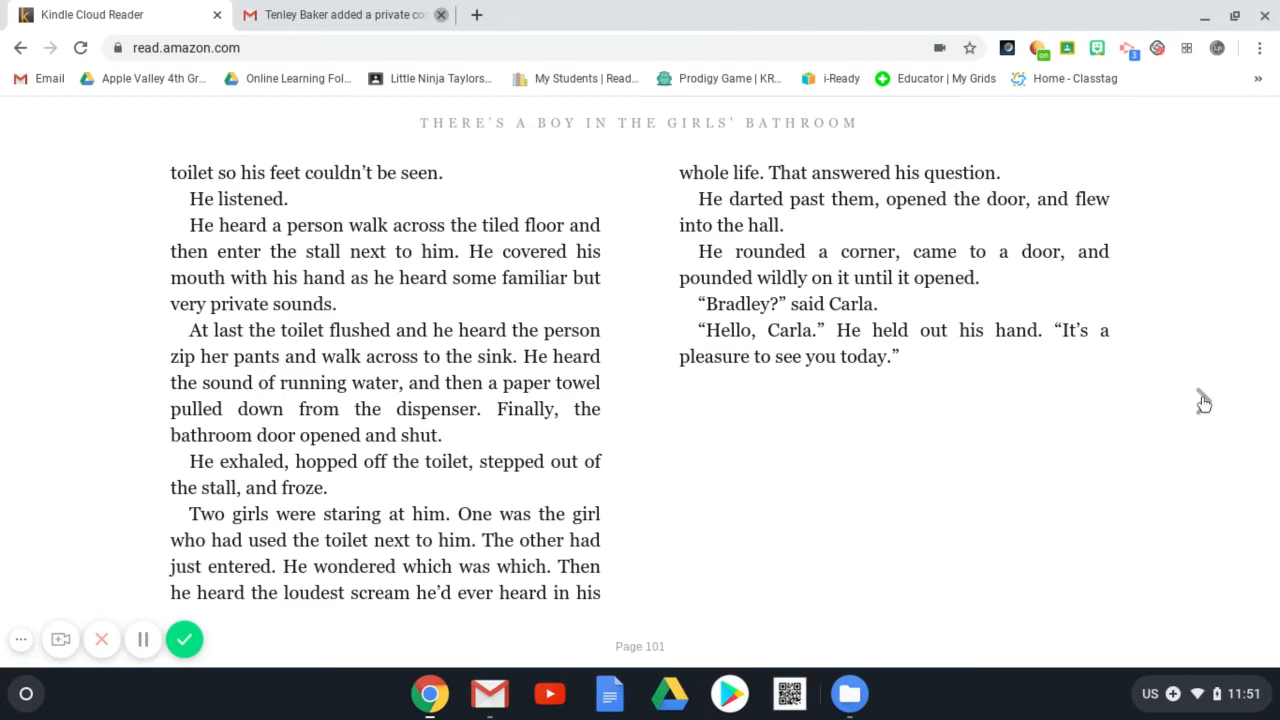 Kindle Cloud Reader
Tenley Baker added a private cor
read.amazon.com
on
3
LP
Email
Apple Valley 4th Gr...
Online Learning Fol...
Little Ninja Taylors...
My Students | Read...
Prodigy Game | KR...
i-Ready
Educator | My Grids
Home - Classtag
»
THERE'S A BOY IN THE GIRLS' BATHROOM
toilet so his feet couldn’t be seen.
He listened.
He heard a person walk across the tiled floor and
then enter the stall next to him. He covered his
mouth with his hand as he heard some familiar but
very private sounds.
At last the toilet flushed and he heard the person
zip her pants and walk across to the sink. He heard
the sound of running water, and then a paper towel
pulled down from the dispenser. Finally, the
bathroom door opened and shut.
He exhaled, hopped off the toilet, stepped out of
the stall, and froze.
Two girls were staring at him. One was the girl
who had used the toilet next to him. The other had
just entered. He wondered which was which. Then
he heard the loudest scream he’d ever heard in his
whole life. That answered his question.
He darted past them, opened the door, and flew
into the hall.
He rounded a corner, came to a door, and
pounded wildly on it until it opened.
“Bradley?” said Carla.
“Hello, Carla.” He held out his hand. “It’s a
pleasure to see you today.”
Page 101
US
11:51